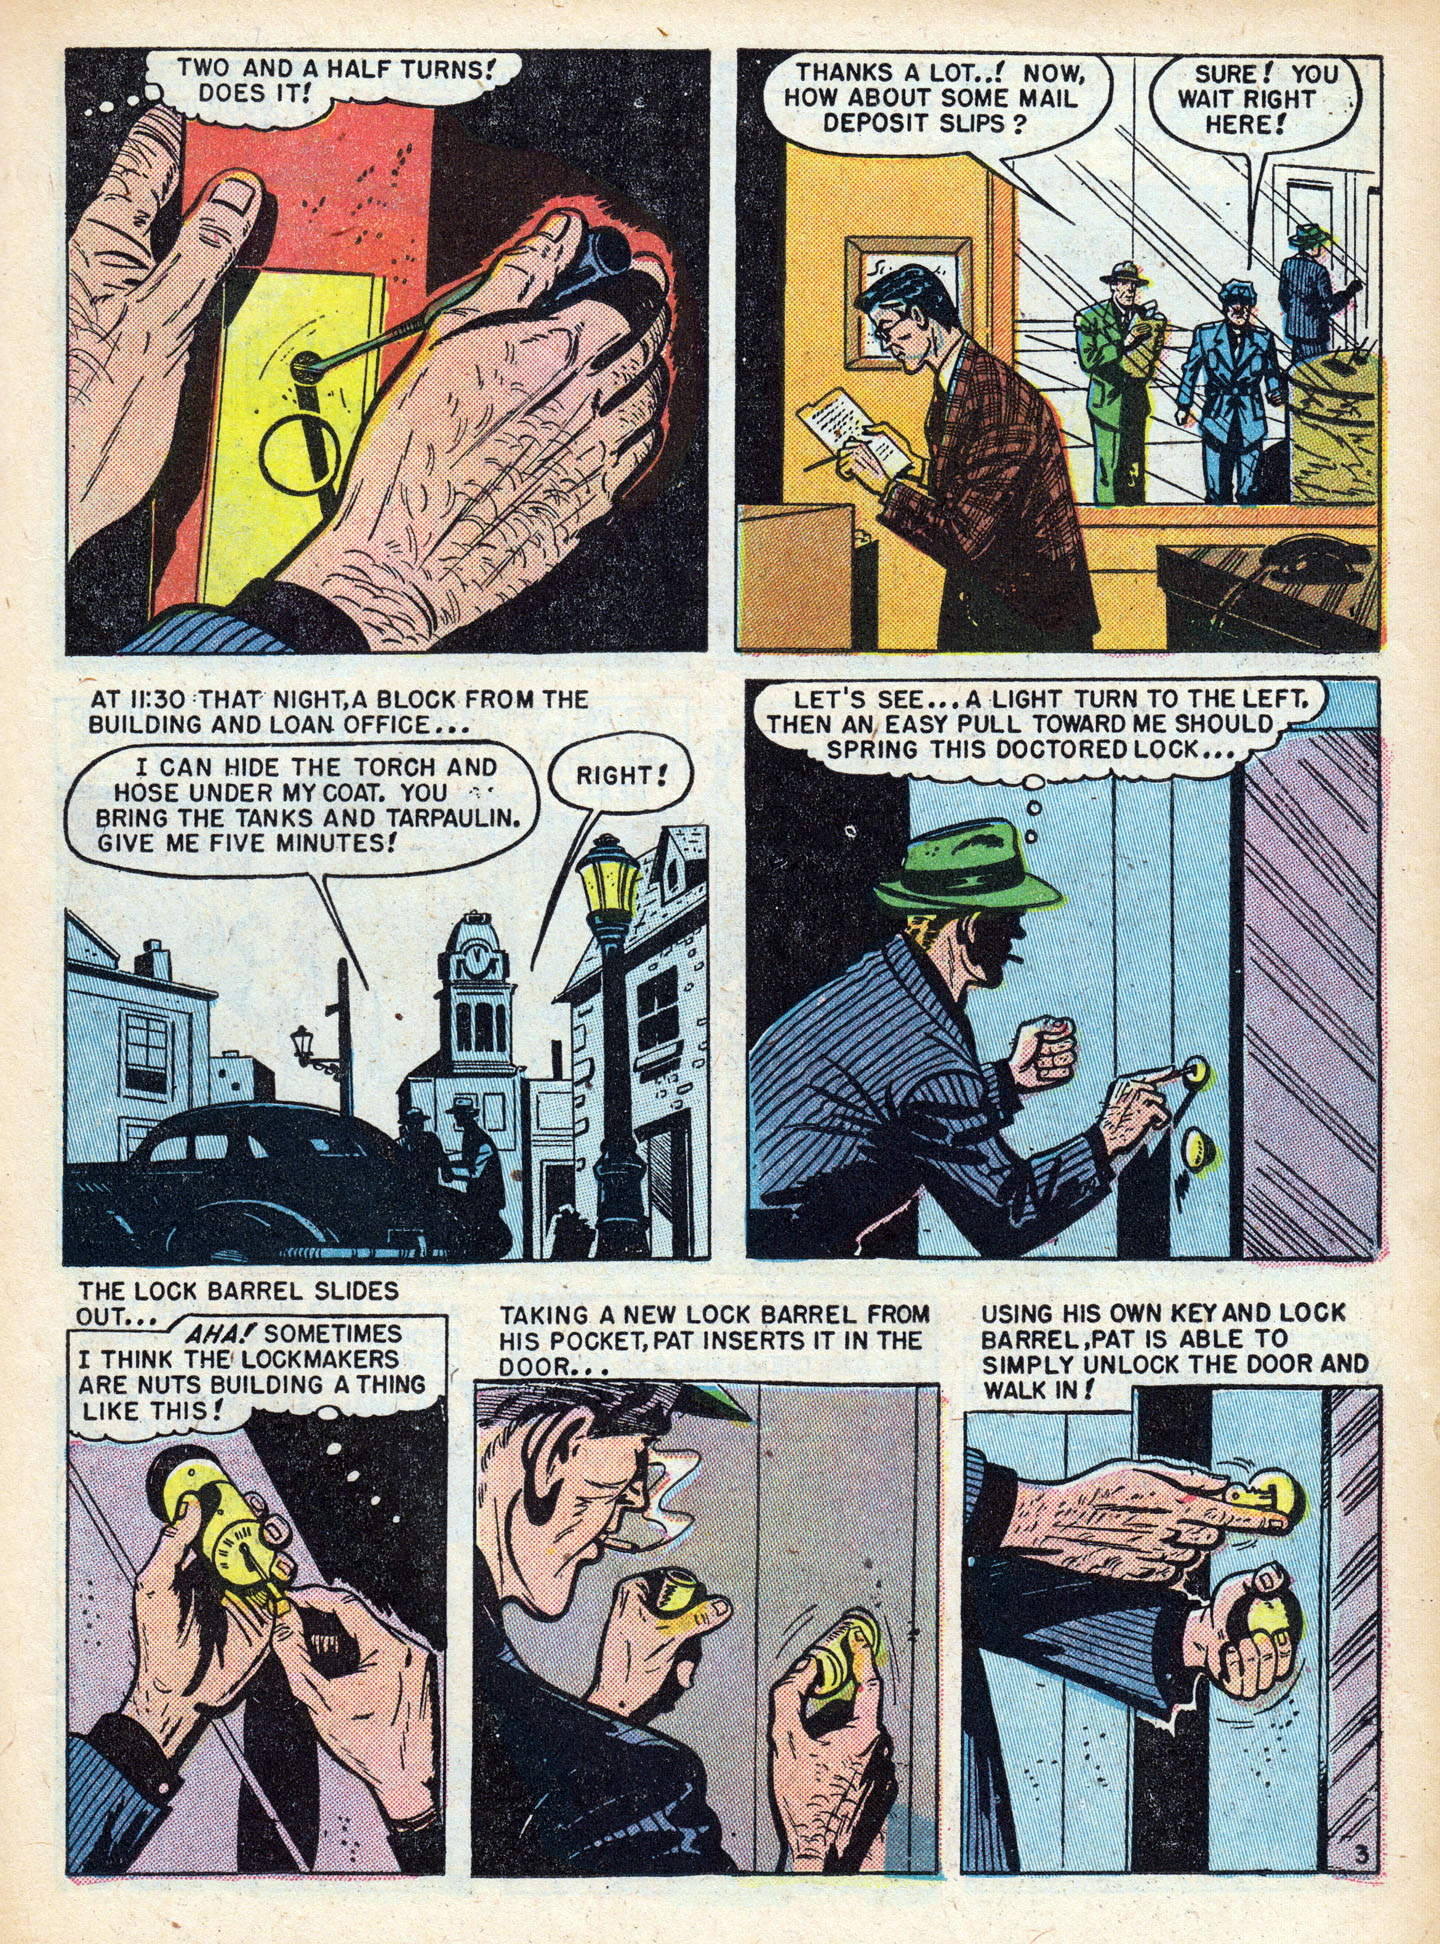 TWO AND A HALF TURNS!
DOES IT!
THANKS A LOT..! NOW,
HOW ABOUT SOME MAIL
DEPOSIT SLIPS?
SURE! YOU
WAIT RIGHT
HERE!
AT 11:30 THAT NIGHT, A BLOCK FROM THE
BUILDING AND LOAN OFFICE...
I CAN HIDE THE TORCH AND
HOSE UNDER MY COAT. YOU
BRING THE TANKS AND TARPAULIN.
GIVE ME FIVE MINUTES!
RIGHT!
LET'S SEE...A LIGHT TURN TO THE LEFT,
THEN AN EASY PULL TOWARD ME SHOULD
SPRING THIS DOCTORED LOCK...
THE LOCK BARREL SLIDES
OUT...
AHA! SOMETIMES
I THINK THE LOCKMAKERS
ARE NUTS BUILDING A THING
LIKE THIS!
TAKING A NEW LOCK BARREL FROM
HIS POCKET, PAT INSERTS IT IN THE
DOOR...
USING HIS OWN KEY AND LOCK
BARREL, PAT IS ABLE TO
SIMPLY UNLOCK THE DOOR AND
WALK IN!
3